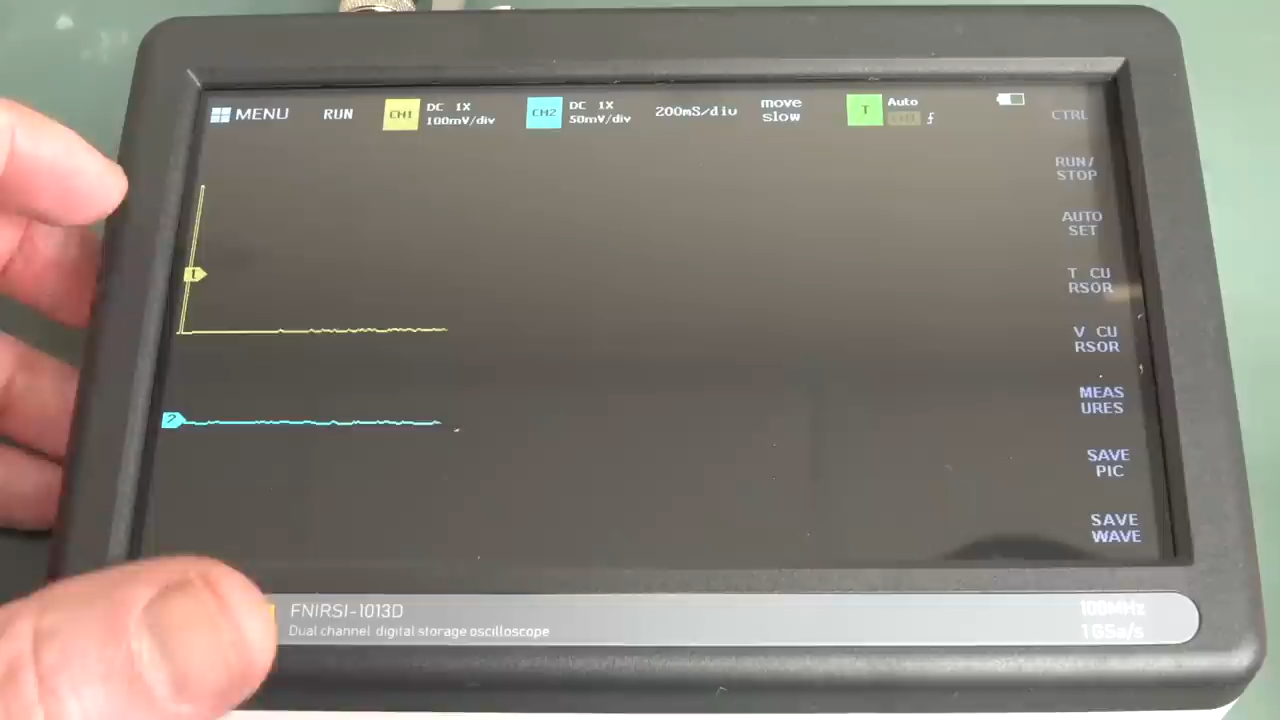 MENU
RUN
CH1
DC 1X
100mV/div
CH2
DC 1X
50mV/div
200mS/div
move
slow
T
Auto
CH1
CTRL
RUN/
STOP
AUTO
SET
T CU
RSOR
V CU
RSOR
MEAS
URES
SAVE
PIC
SAVE
WAVE
2
FNIRSI-1013D
Dual channel digital storage oscilloscope
100MHz
1GSa/s